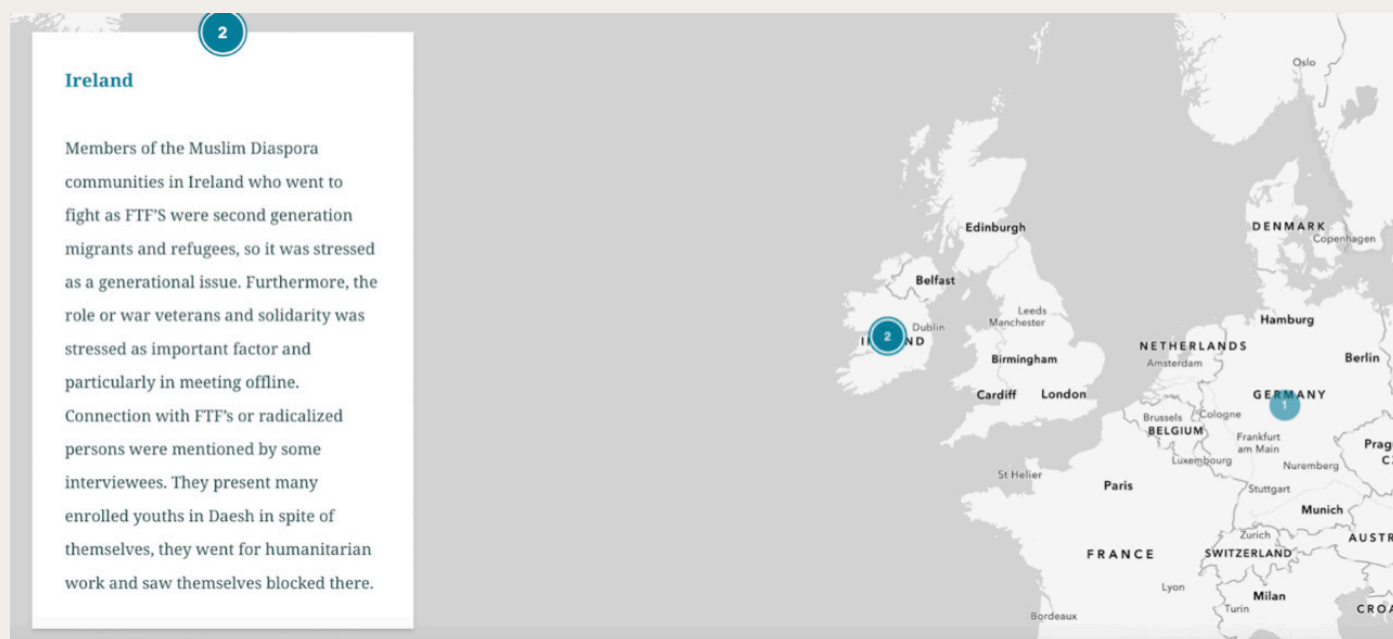 2
Ireland
Members of the Muslim Diaspora
communities in Ireland who went to
fight as FTF'S were second generation
migrants and refugees, so it was stressed
as a generational issue. Furthermore, the
role or war veterans and solidarity was
stressed as important factor and
particularly in meeting offline.
Connection with FTF's or radicalized
persons were mentioned by some
interviewees. They present many
enrolled youths in Daesh in spite of
themselves, they went for humanitarian
work and saw themselves blocked there.
Oslo
Edinburgh
DENMARK
Copenhagen
Belfast
Leeds
Manchester
Dublin
2
Hamburg
NETHERLANDS
Amsterdam
Birmingham
Berlin
Cardiff
London
GERMANY
1
Brussels
Cologne
BELGIUM
Frankfurt
am Main
Luxembourg
Nuremberg
St Helier
Paris
Stuttgart
Munich
Zurich
SWITZERLAND
FRANCE
Lyon
Milan
Turin
Bordeaux